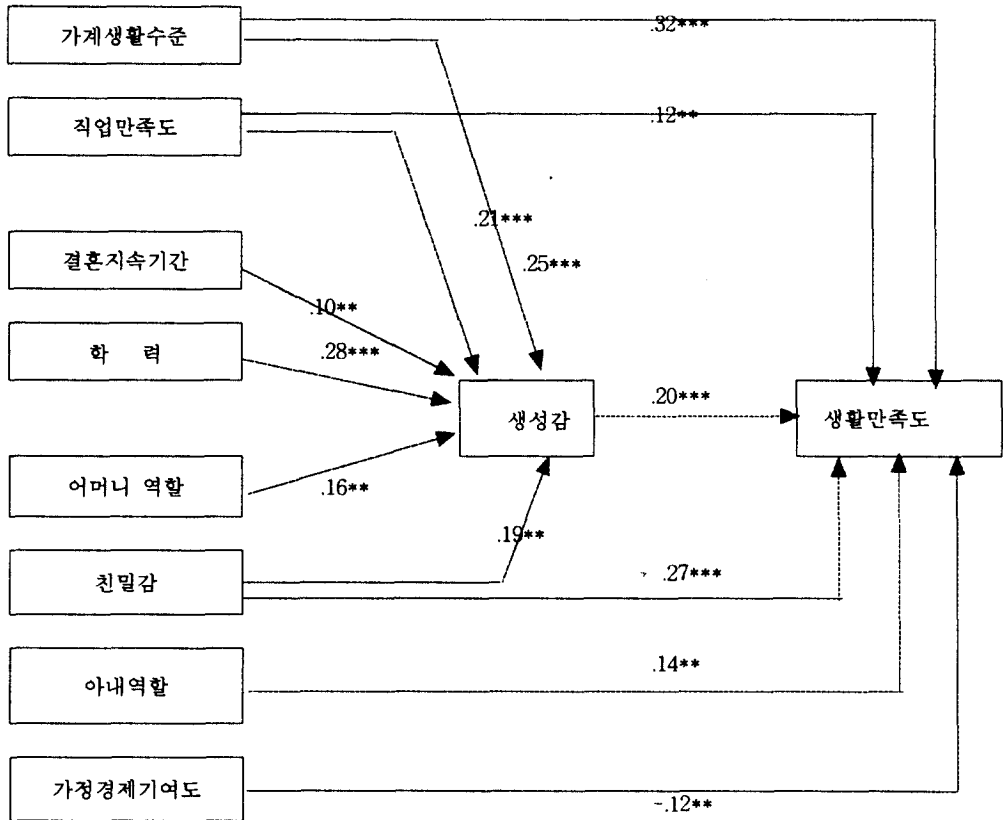 가계생활수준
.32***
직업만족도
.12**
.21***
결혼지속기간
.25***
.10**
학 력
.28***
.20***
생성감
생활만족도
어머니 역할
.16**
.19**
친밀감
.27***
.14**
아내역할
가정경제기여도
-.12**